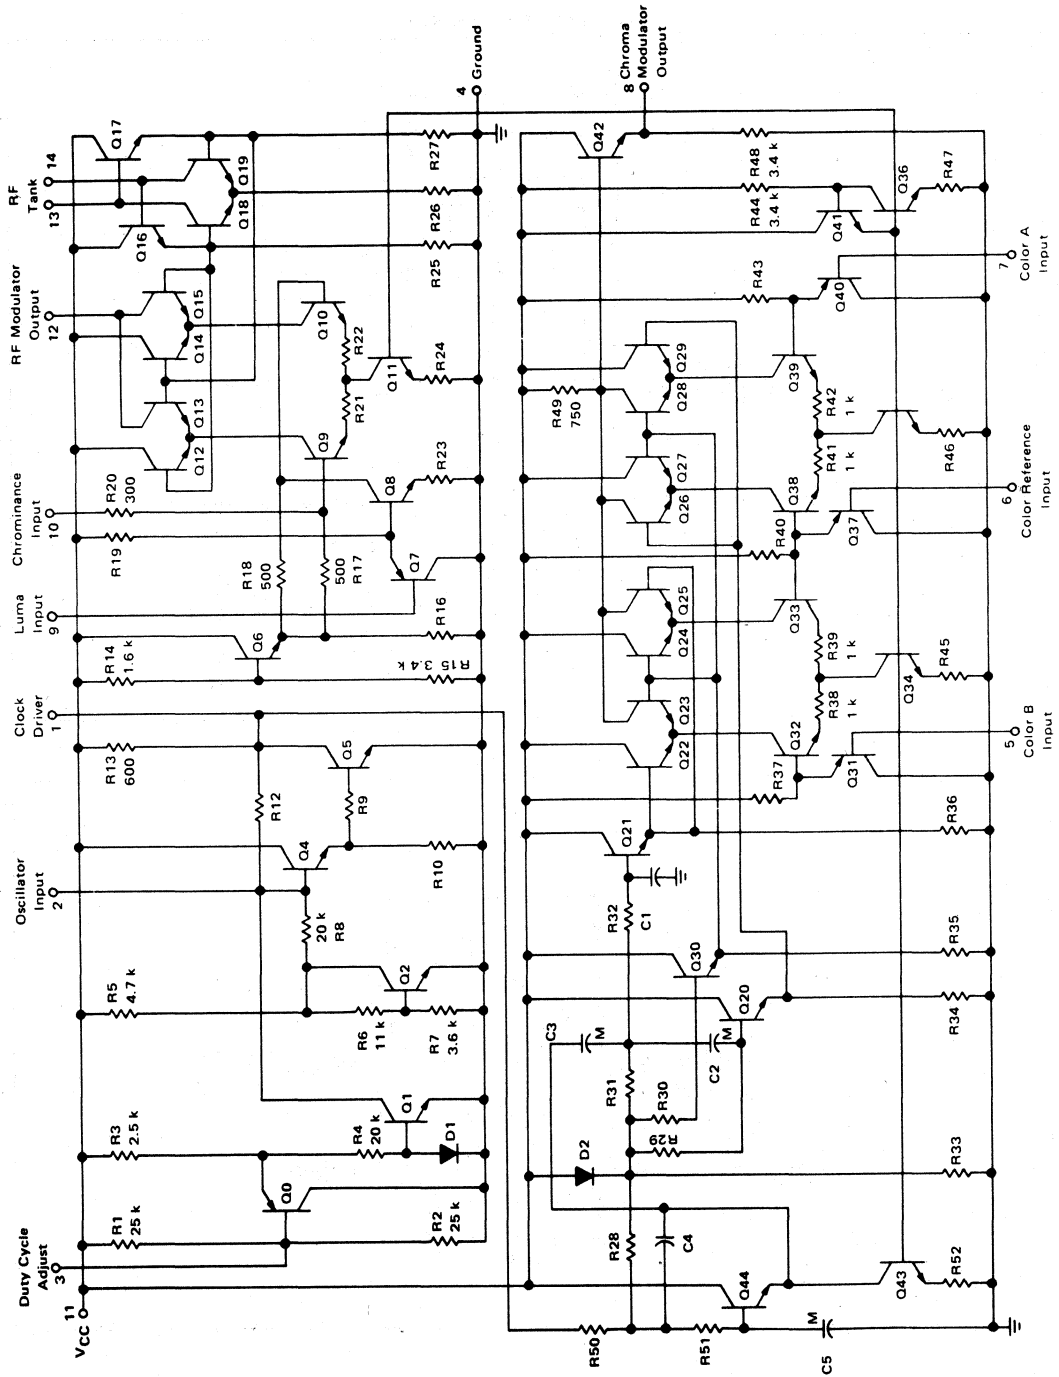 Duty Cycle
Adjust
3
VCC
11
Oscillator
Input
2
Clock
Driver
1
Luma
Input
9
Chrominance
Input
10
RF Modulator
Output
12
RF
Tank
13
14
4 Ground
R1
25 k
R2
25 k
Q0
R3
2.5 k
R4
20 k
D1
Q1
R5
4.7 k
R6
11 k
R7
3.6 k
Q2
20 k
R8
Q4
R10
R9
R12
R13
600
Q5
R14
1.6 k
R15 3.4 k
Q6
R16
R18
500
500
R17
R19
R20
300
Q7
Q8
R23
Q9
Q10
R21
R22
Q11
R24
Q12
Q13
Q14
Q15
Q16
Q17
Q18
Q19
R25
R26
R27
8 Chroma
Modulator
Output
R50
R28
C4
R51
Q44
M
C5
Q43
R52
D2
R29
R30
R31
R33
C3
M
C2
M
Q20
Q30
R34
R35
R32
C1
Q21
R36
Q22
Q23
Q24
Q25
R37
Q32
Q31
R38
1 k
R39
1 k
Q33
Q34
R45
R40
Q26
Q27
Q28
Q29
Q38
Q37
R41
1 k
R42
1 k
Q39
R46
R49
750
R43
Q40
R44
3.4 k
R48
3.4 k
Q41
Q36
R47
Q42
5
Color B
Input
6
Color Reference
Input
7
Color A
Input